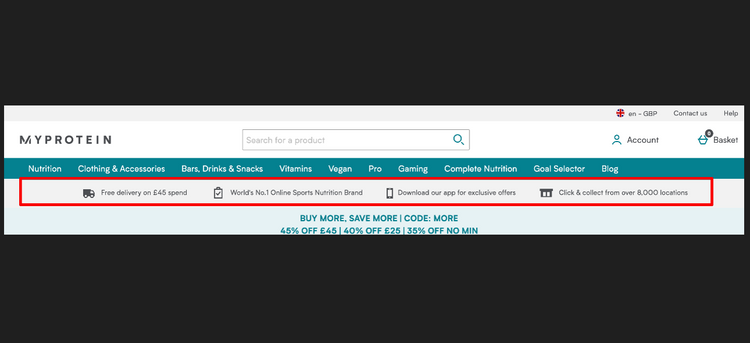 en - GBP Contact us Help
MYPROTEIN Search for a product Account 0 Basket
Nutrition Clothing & Accessories Bars, Drinks & Snacks Vitamins Vegan Pro Gaming Complete Nutrition Goal Selector Blog
Free delivery on £45 spend World's No.1 Online Sports Nutrition Brand Download our app for exclusive offers Click & collect from over 8,000 locations
BUY MORE, SAVE MORE | CODE: MORE
45% OFF £45 | 40% OFF £25 | 35% OFF NO MIN